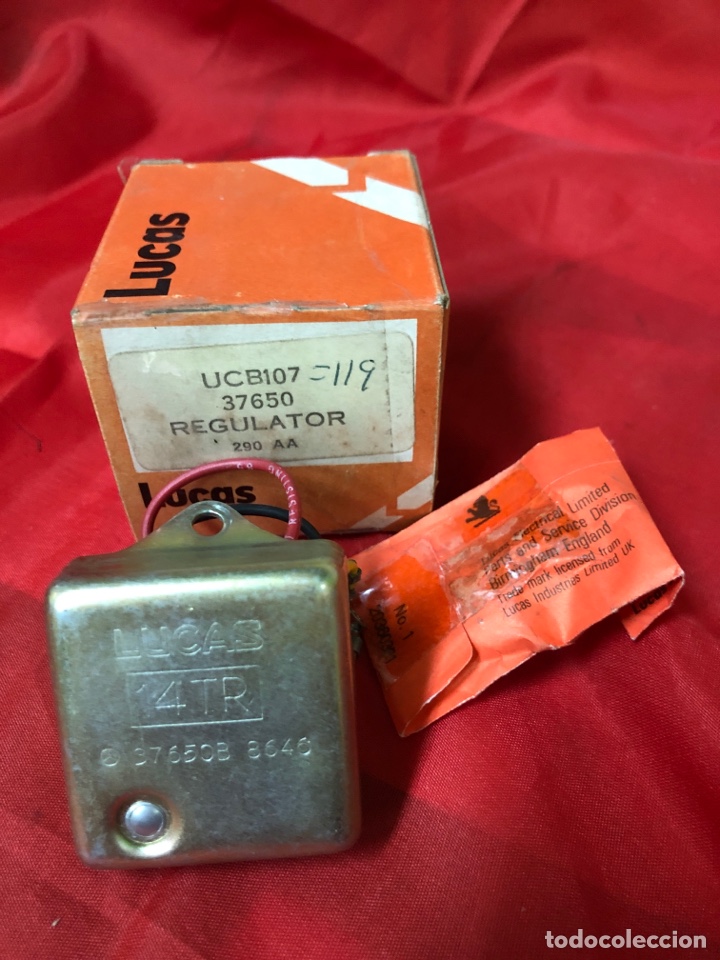 Lucas
UCB107 =119
37650
REGULATOR
290 AA
Lucas
Electrical Limited
Parts and Service Division
Birmingham England
Trade mark licensed from
Lucas Industries Limited UK
No. 1
Lucas
LUCAS
14TR
37650B 8646
todocoleccion